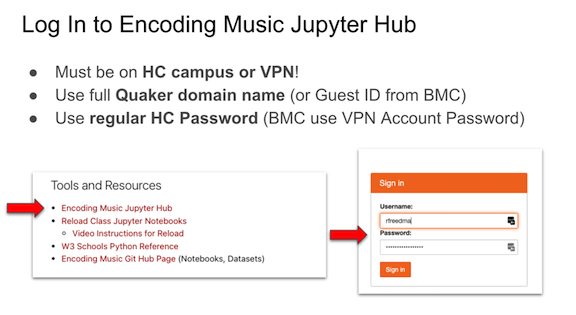 Log In to Encoding Music Jupyter Hub
● Must be on HC campus or VPN!
● Use full Quaker domain name (or Guest ID from BMC)
● Use regular HC Password (BMC use VPN Account Password)
Tools and Resources
• Encoding Music Jupyter Hub
• Reload Class Jupyter Notebooks
○ Video Instructions for Reload
• W3 Schools Python Reference
• Encoding Music Git Hub Page (Notebooks, Datasets)
Sign in
Username:
rfreedma
Password:
Sign in